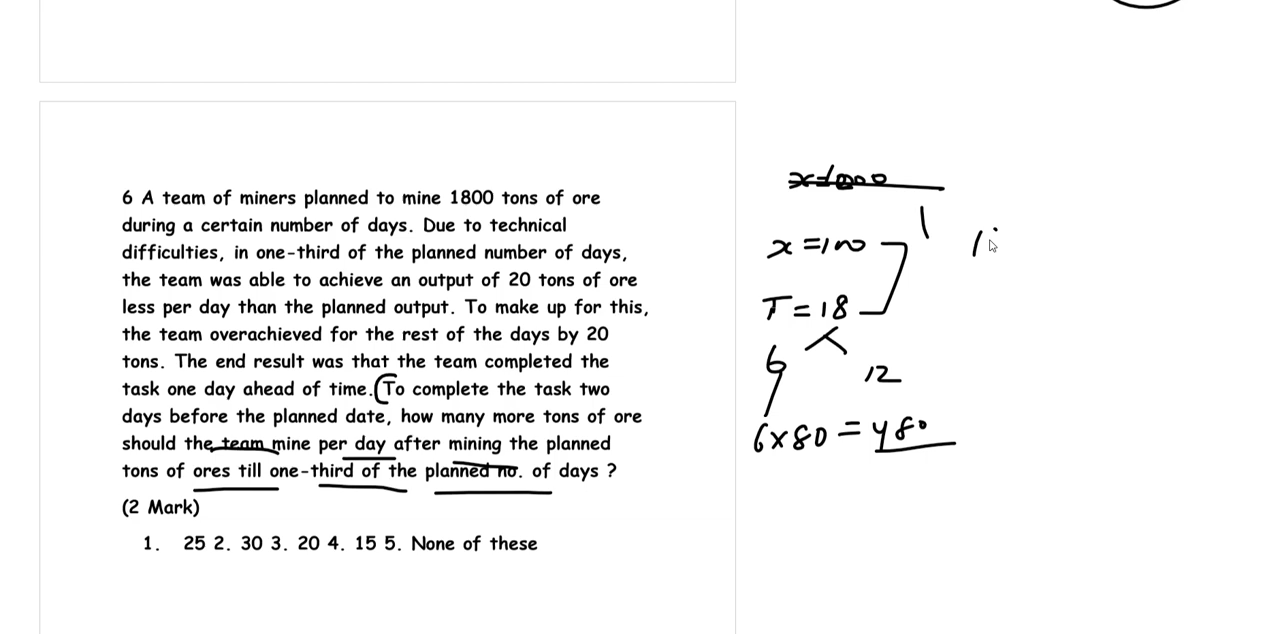 6 A team of miners planned to mine 1800 tons of ore
during a certain number of days. Due to technical
difficulties, in one-third of the planned number of days,
the team was able to achieve an output of 20 tons of ore
less per day than the planned output. To make up for this,
the team overachieved for the rest of the days by 20
tons. The end result was that the team completed the
task one day ahead of time. To complete the task two
days before the planned date, how many more tons of ore
should the team mine per day after mining the planned
tons of ores till one-third of the planned no. of days ?
(2 Mark)
1. 25 2. 30 3. 20 4. 15 5. None of these
x = 100
T = 18
6
12
6 x 80 = 480